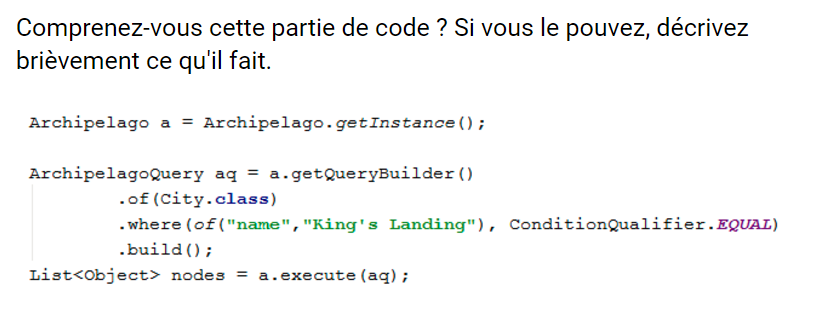 Comprenez-vous cette partie de code ? Si vous le pouvez, décrivez
brièvement ce qu'il fait.
Archipelago a = Archipelago.getInstance();
ArchipelagoQuery aq = a.getQueryBuilder()
.of(City.class)
.where(of("name","King's Landing"), ConditionQualifier.EQUAL)
.build();
List<Object> nodes = a.execute(aq);